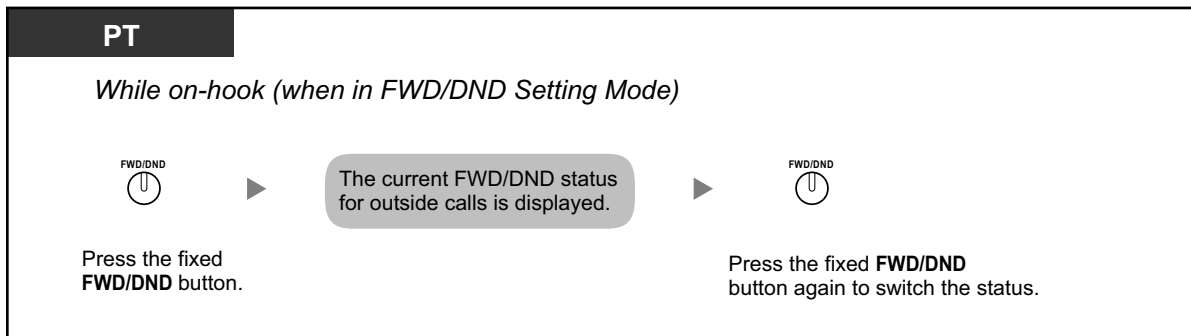 PT
While on-hook (when in FWD/DND Setting Mode)
FWD/DND
The current FWD/DND status
for outside calls is displayed.
FWD/DND
Press the fixed
FWD/DND button.
Press the fixed FWD/DND
button again to switch the status.